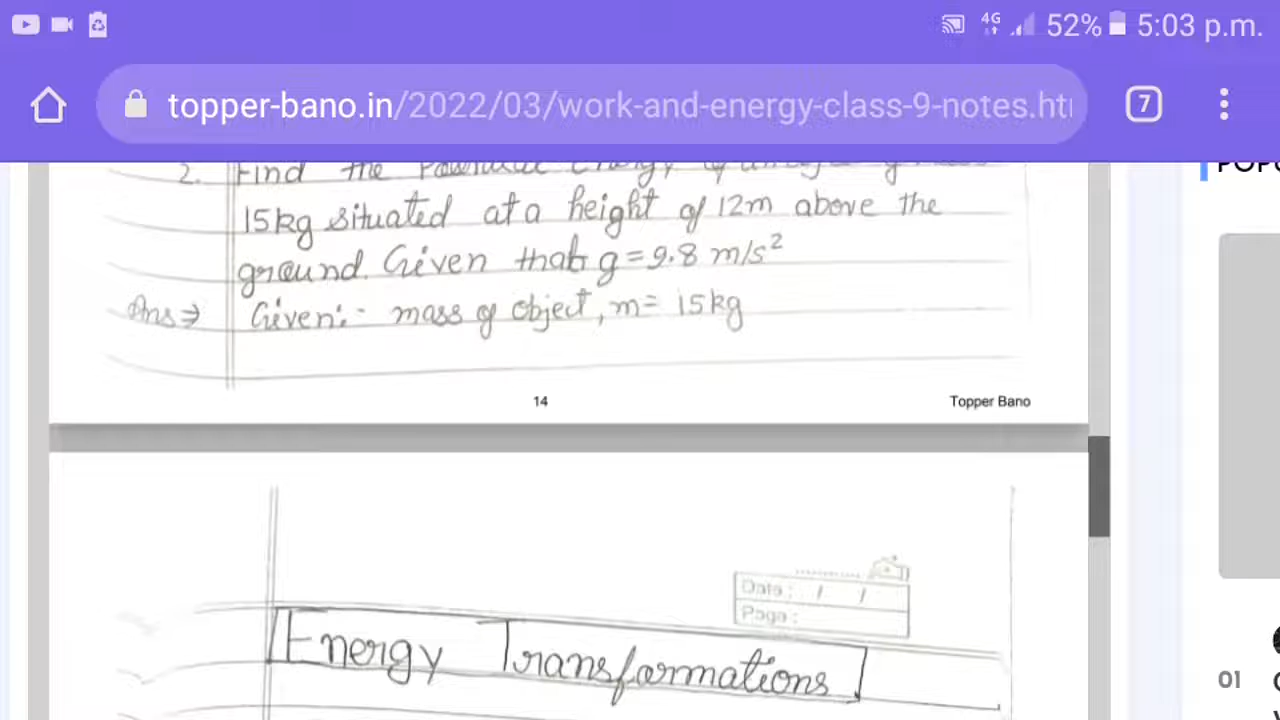 4G 52% 5:03 p.m.
topper-bano.in/2022/03/work-and-energy-class-9-notes.ht
7
2. Find the Energy
15kg situated at a height of 12m above the
ground. Given that g = 9.8 m/s²
Ans ⇒ Given:- mass of object, m = 15kg
14 Topper Bano
Date : / /
Page :
Energy Transformations
01